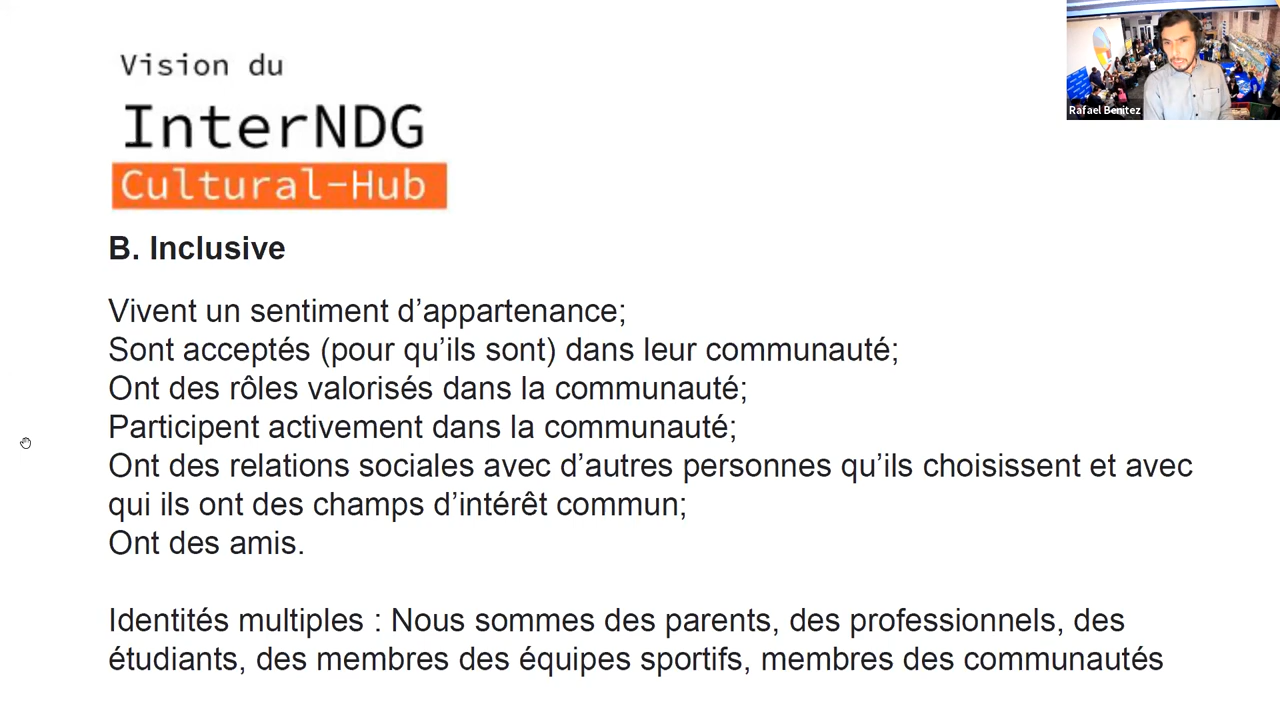 Vision du
InterNDG
Cultural-Hub
Rafael Benitez
B. Inclusive
Vivent un sentiment d’appartenance;
Sont acceptés (pour qu’ils sont) dans leur communauté;
Ont des rôles valorisés dans la communauté;
Participent activement dans la communauté;
Ont des relations sociales avec d’autres personnes qu’ils choisissent et avec
qui ils ont des champs d’intérêt commun;
Ont des amis.
Identités multiples : Nous sommes des parents, des professionnels, des
étudiants, des membres des équipes sportifs, membres des communautés